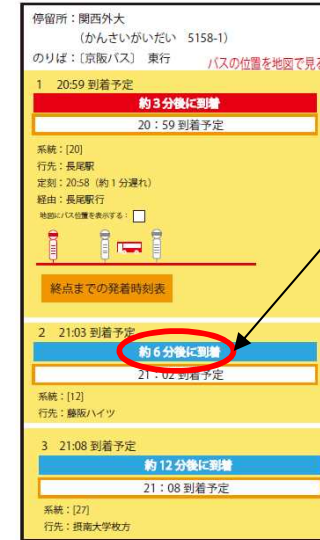 停留所：関西外大
（かんさいがいだい 5158-1）
のりば：〔京阪バス〕 東行
バスの位置を地図で見る
1 20:59 到着予定
約3分後に到着
20：59 到着予定
系統：[20]
行先：長尾駅
定刻：20:58（約1分遅れ）
経由：長尾駅行
地図にバス位置を表示する：
終点までの発着時刻表
2 21:03 到着予定
約6分後に到着
21：02 到着予定
系統：[12]
行先：藤阪ハイツ
3 21:08 到着予定
約12分後に到着
21：08 到着予定
系統：[27]
行先：摂南大学枚方